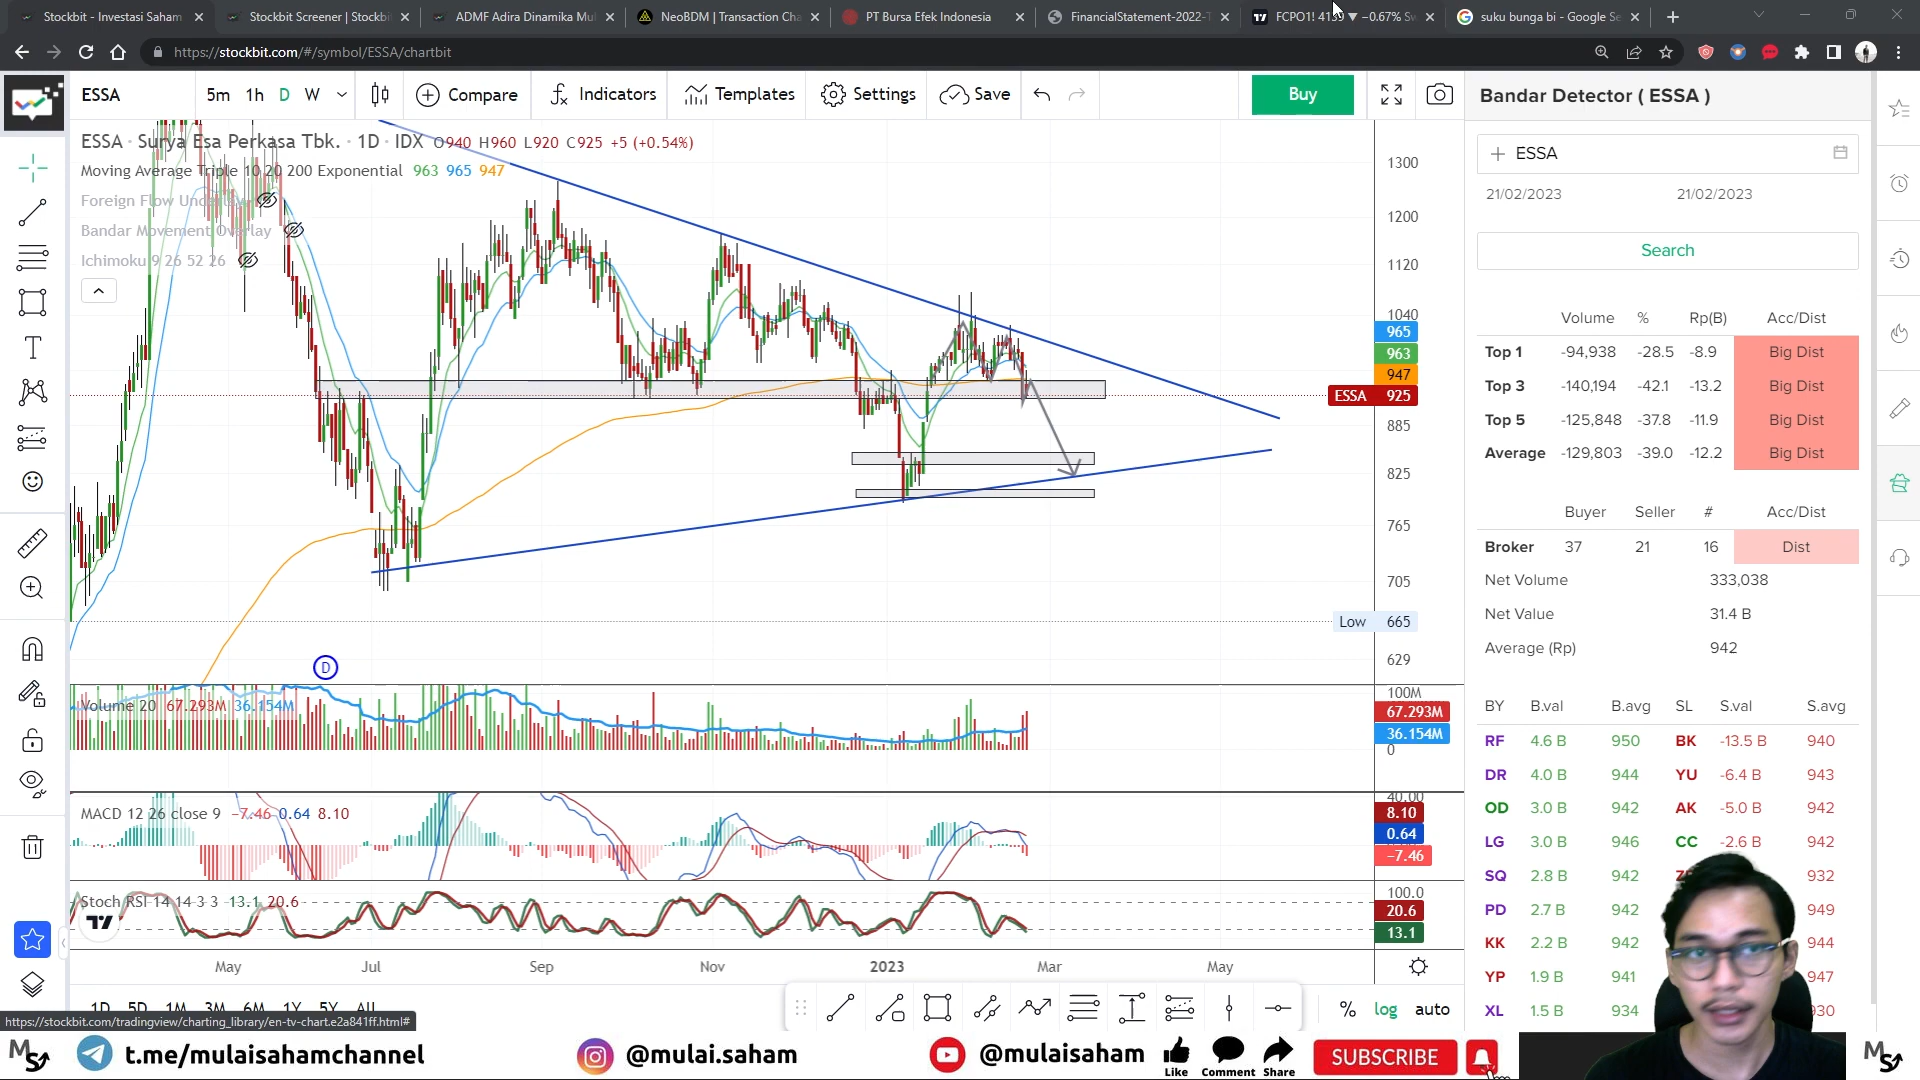 Stockbit - Investasi Saham
Stockbit Screener | Stockbi
ADMF Adira Dinamika Mul
NeoBDM | Transaction Cha
PT Bursa Efek Indonesia
FinancialStatement-2022-T
FCPO1! 4139 ▼ −0.67% Sw
suku bunga bi - Google Se
https://stockbit.com/#/symbol/ESSA/chartbit
ESSA
5m 1h D W
Compare
Indicators
Templates
Settings
Save
Buy
ESSA · Surya Esa Perkasa Tbk. · 1D · IDX O940 H960 L920 C925 +5 (+0.54%)
Moving Average Triple 10 20 200 Exponential 963 965 947
Foreign Flow
Bandar Movement Overlay
Ichimoku 9 26 52 26
1300
1200
1120
1040
965
963
947
ESSA 925
885
825
765
705
Low 665
629
D
Volume 20 67.293M 36.154M
100M
67.293M
36.154M
0
MACD 12 26 close 9 −7.46 0.64 8.10
40.00
8.10
0.64
−7.46
Stoch RSI 14 14 3 3 13.1 20.6
100.0
20.6
13.1
May Jul Sep Nov 2023 Mar May
1D 5D 1M 3M 6M 1Y 5Y All
% log auto
https://stockbit.com/tradingview/charting_library/en-tv-chart.e2a841ff.html#
Bandar Detector ( ESSA )
ESSA
21/02/2023 21/02/2023
Search
Volume % Rp(B) Acc/Dist
Top 1 -94,938 -28.5 -8.9 Big Dist
Top 3 -140,194 -42.1 -13.2 Big Dist
Top 5 -125,848 -37.8 -11.9 Big Dist
Average -129,803 -39.0 -12.2 Big Dist
Buyer Seller # Acc/Dist
Broker 37 21 16 Dist
Net Volume 333,038
Net Value 31.4 B
Average (Rp) 942
BY B.val B.avg SL S.val S.avg
RF 4.6 B 950 BK -13.5 B 940
DR 4.0 B 944 YU -6.4 B 943
OD 3.0 B 942 AK -5.0 B 942
LG 3.0 B 946 CC -2.6 B 942
SQ 2.8 B 942 932
PD 2.7 B 942 949
KK 2.2 B 942 944
YP 1.9 B 941 947
XL 1.5 B 934 930
t.me/mulaisahamchannel
@mulai.saham
@mulaisaham
Like Comment Share
SUBSCRIBE